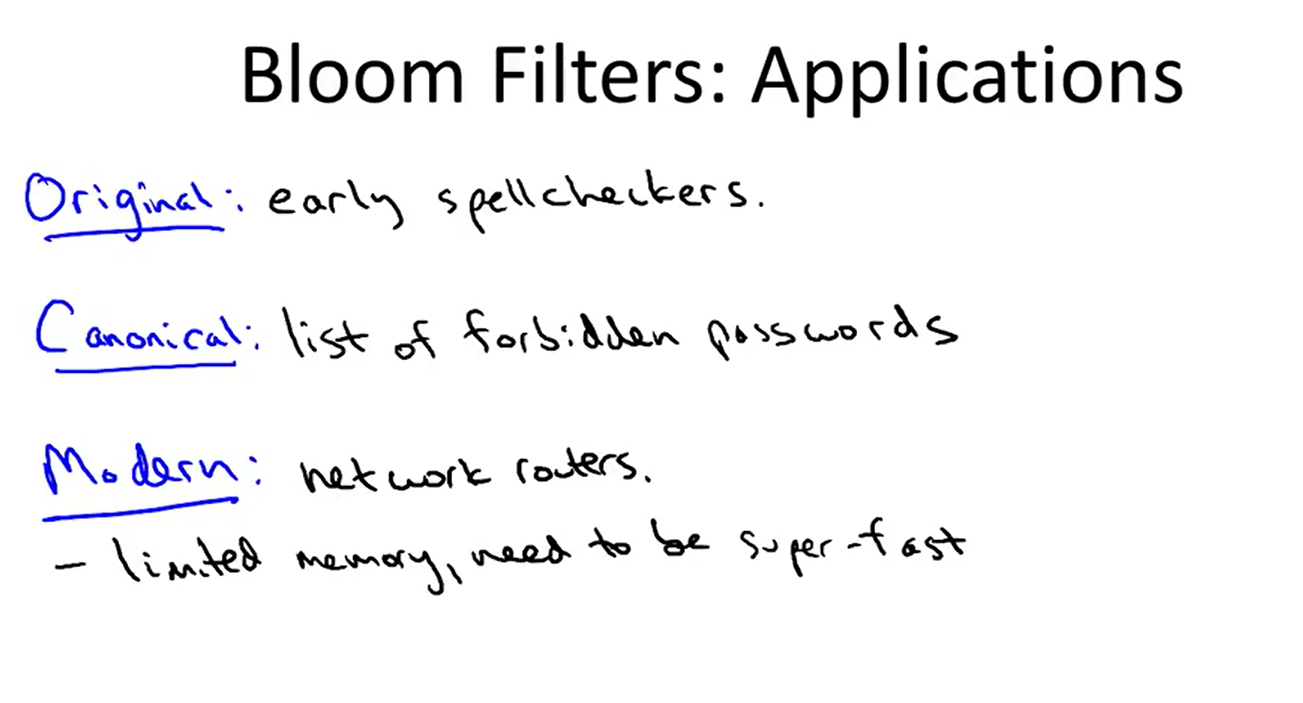 Bloom Filters: Applications
Original: early spellcheckers.
Canonical: list of forbidden passwords
Modern: network routers.
- limited memory, need to be super-fast